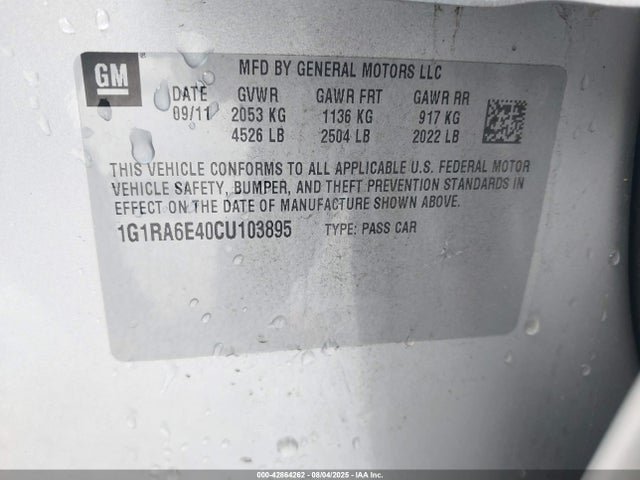 GM
MFD BY GENERAL MOTORS LLC
DATE GVWR GAWR FRT GAWR RR
09/11 2053 KG 1136 KG 917 KG
4526 LB 2504 LB 2022 LB
THIS VEHICLE CONFORMS TO ALL APPLICABLE U.S. FEDERAL MOTOR
VEHICLE SAFETY, BUMPER, AND THEFT PREVENTION STANDARDS IN
EFFECT ON THE DATE OF MANUFACTURE SHOWN ABOVE.
1G1RA6E40CU103895 TYPE: PASS CAR
000-42864262 - 08/04/2025 - IAA Inc.